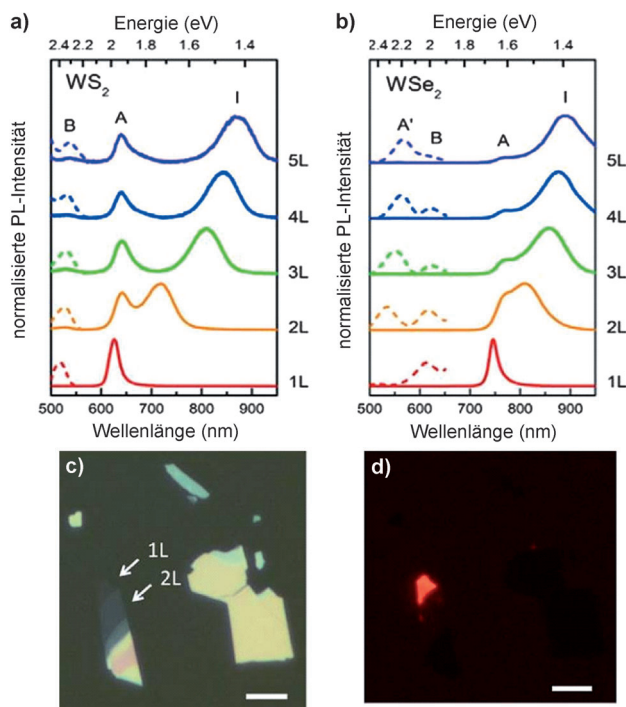 a)
Energie (eV)
2.4 2.2 2 1.8 1.6 1.4
WS2
B
A
I
5L
4L
3L
2L
1L
normalisierte PL-Intensität
500 600 700 800 900
Wellenlänge (nm)
b)
Energie (eV)
2.4 2.2 2 1.8 1.6 1.4
WSe2
A'
B
A
I
5L
4L
3L
2L
1L
normalisierte PL-Intensität
500 600 700 800 900
Wellenlänge (nm)
c)
1L
2L
d)